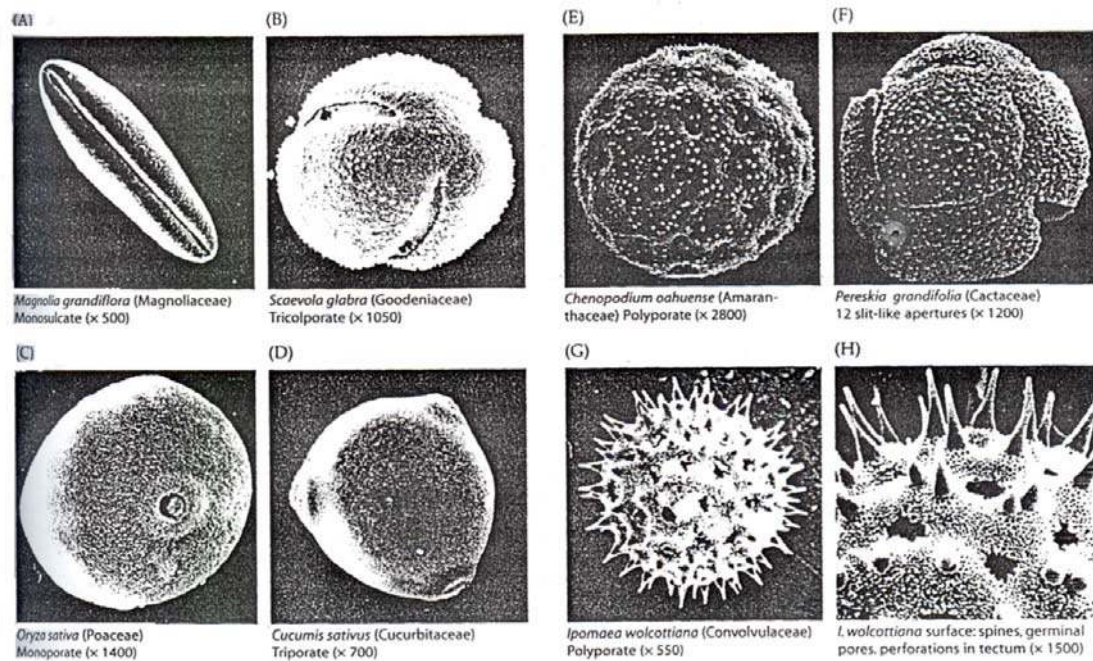 (A)
(B)
(E)
(F)
Magnolia grandiflora (Magnoliaceae)
Monosulcate (× 500)
Scaevola glabra (Goodeniaceae)
Tricolporate (× 1050)
Chenopodium oahuense (Amaran-
thaceae) Polyporate (× 2800)
Pereskia grandifolia (Cactaceae)
12 slit-like apertures (× 1200)
(C)
(D)
(G)
(H)
Oryza sativa (Poaceae)
Monoporate (× 1400)
Cucumis sativus (Cucurbitaceae)
Triporate (× 700)
Ipomaea wolcottiana (Convolvulaceae)
Polyporate (× 550)
I. wolcottiana surface: spines, germinal
pores, perforations in tectum (× 1500)